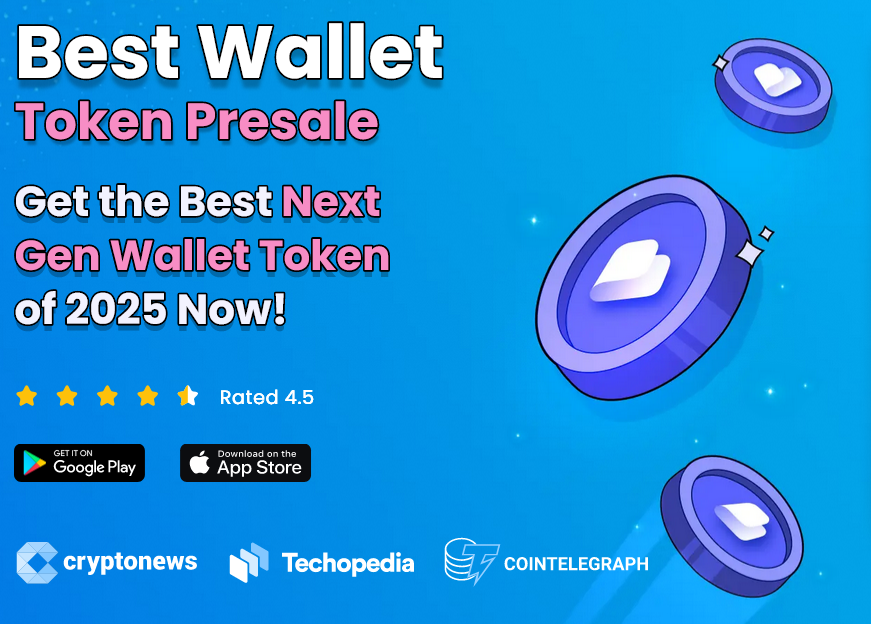 Best Wallet
Token Presale
Get the Best Next
Gen Wallet Token
of 2025 Now!
Rated 4.5
GET IT ON
Google Play
Download on the
App Store
cryptonews
Techopedia
COINTELEGRAPH